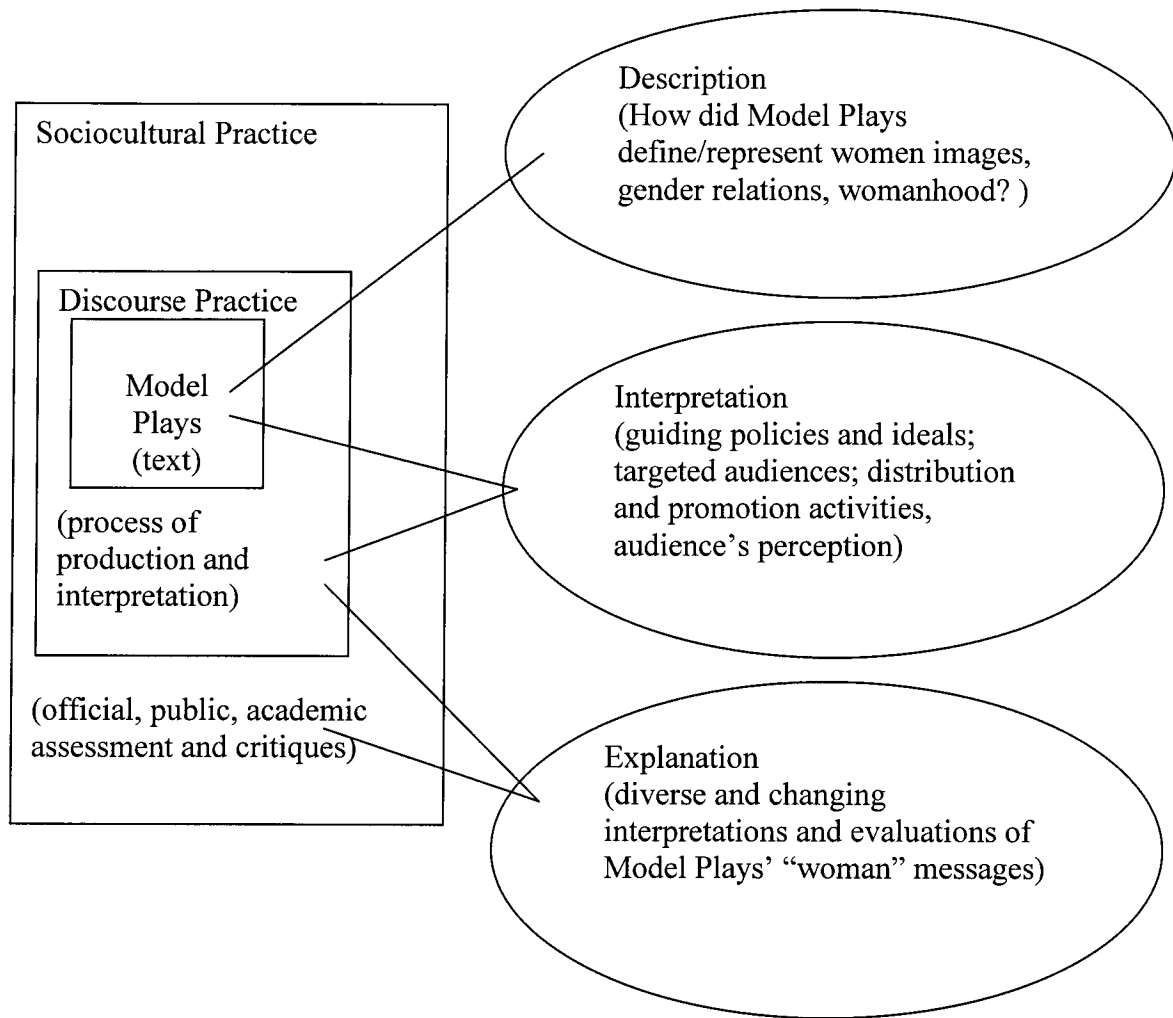 Sociocultural Practice
Discourse Practice
Model
Plays
(text)
(process of
production and
interpretation)
(official, public, academic
assessment and critiques)
Description
(How did Model Plays
define/represent women images,
gender relations, womanhood? )
Interpretation
(guiding policies and ideals;
targeted audiences; distribution
and promotion activities,
audience’s perception)
Explanation
(diverse and changing
interpretations and evaluations of
Model Plays’ “woman” messages)